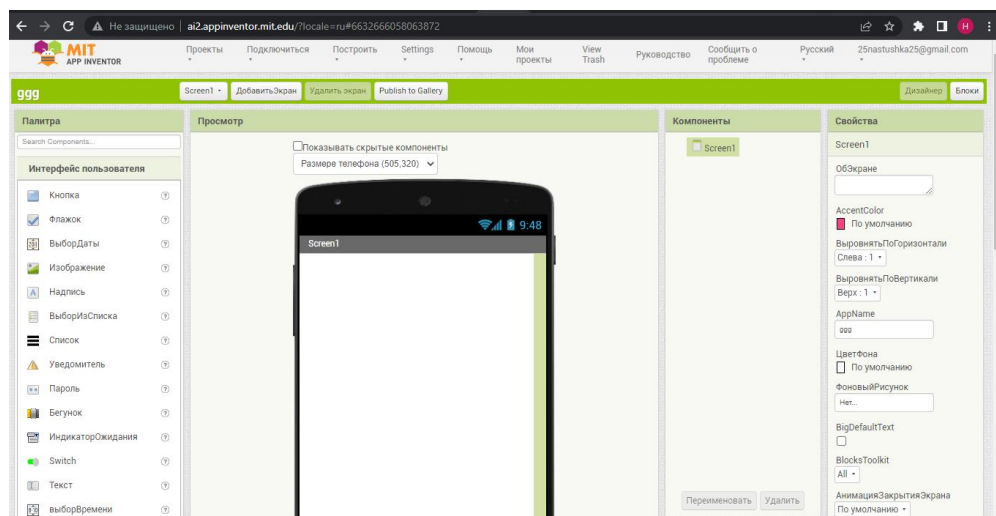 Не защищено | ai2.appinventor.mit.edu/?locale=ru#6632666058063872
H
MIT
APP INVENTOR
Проекты
Подключиться
Построить
Settings
Помощь
Мои
проекты
View
Trash
Руководство
Сообщить о
проблеме
Русский
25nastushka25@gmail.com
ggg
Screen1
ДобавитьЭкран
Удалить экран
Publish to Gallery
Дизайнер
Блоки
Палитра
Search Components...
Интерфейс пользователя
Кнопка
Флажок
ВыборДаты
Изображение
Надпись
ВыборИзСписка
Список
Уведомитель
Пароль
Бегунок
ИндикаторОжидания
Switch
Текст
выборВремени
Просмотр
Показывать скрытые компоненты
Размере телефона (505,320)
9:48
Screen1
Компоненты
Screen1
Переименовать
Удалить
Свойства
Screen1
ОбЭкране
AccentColor
По умолчанию
ВыровнятьПоГоризонтали
Слева : 1
ВыровнятьПоВертикали
Верх : 1
AppName
ggg
ЦветФона
По умолчанию
ФоновыйРисунок
Нет...
BigDefaultText
BlocksToolkit
All
АнимацияЗакрытияЭкрана
По умолчанию